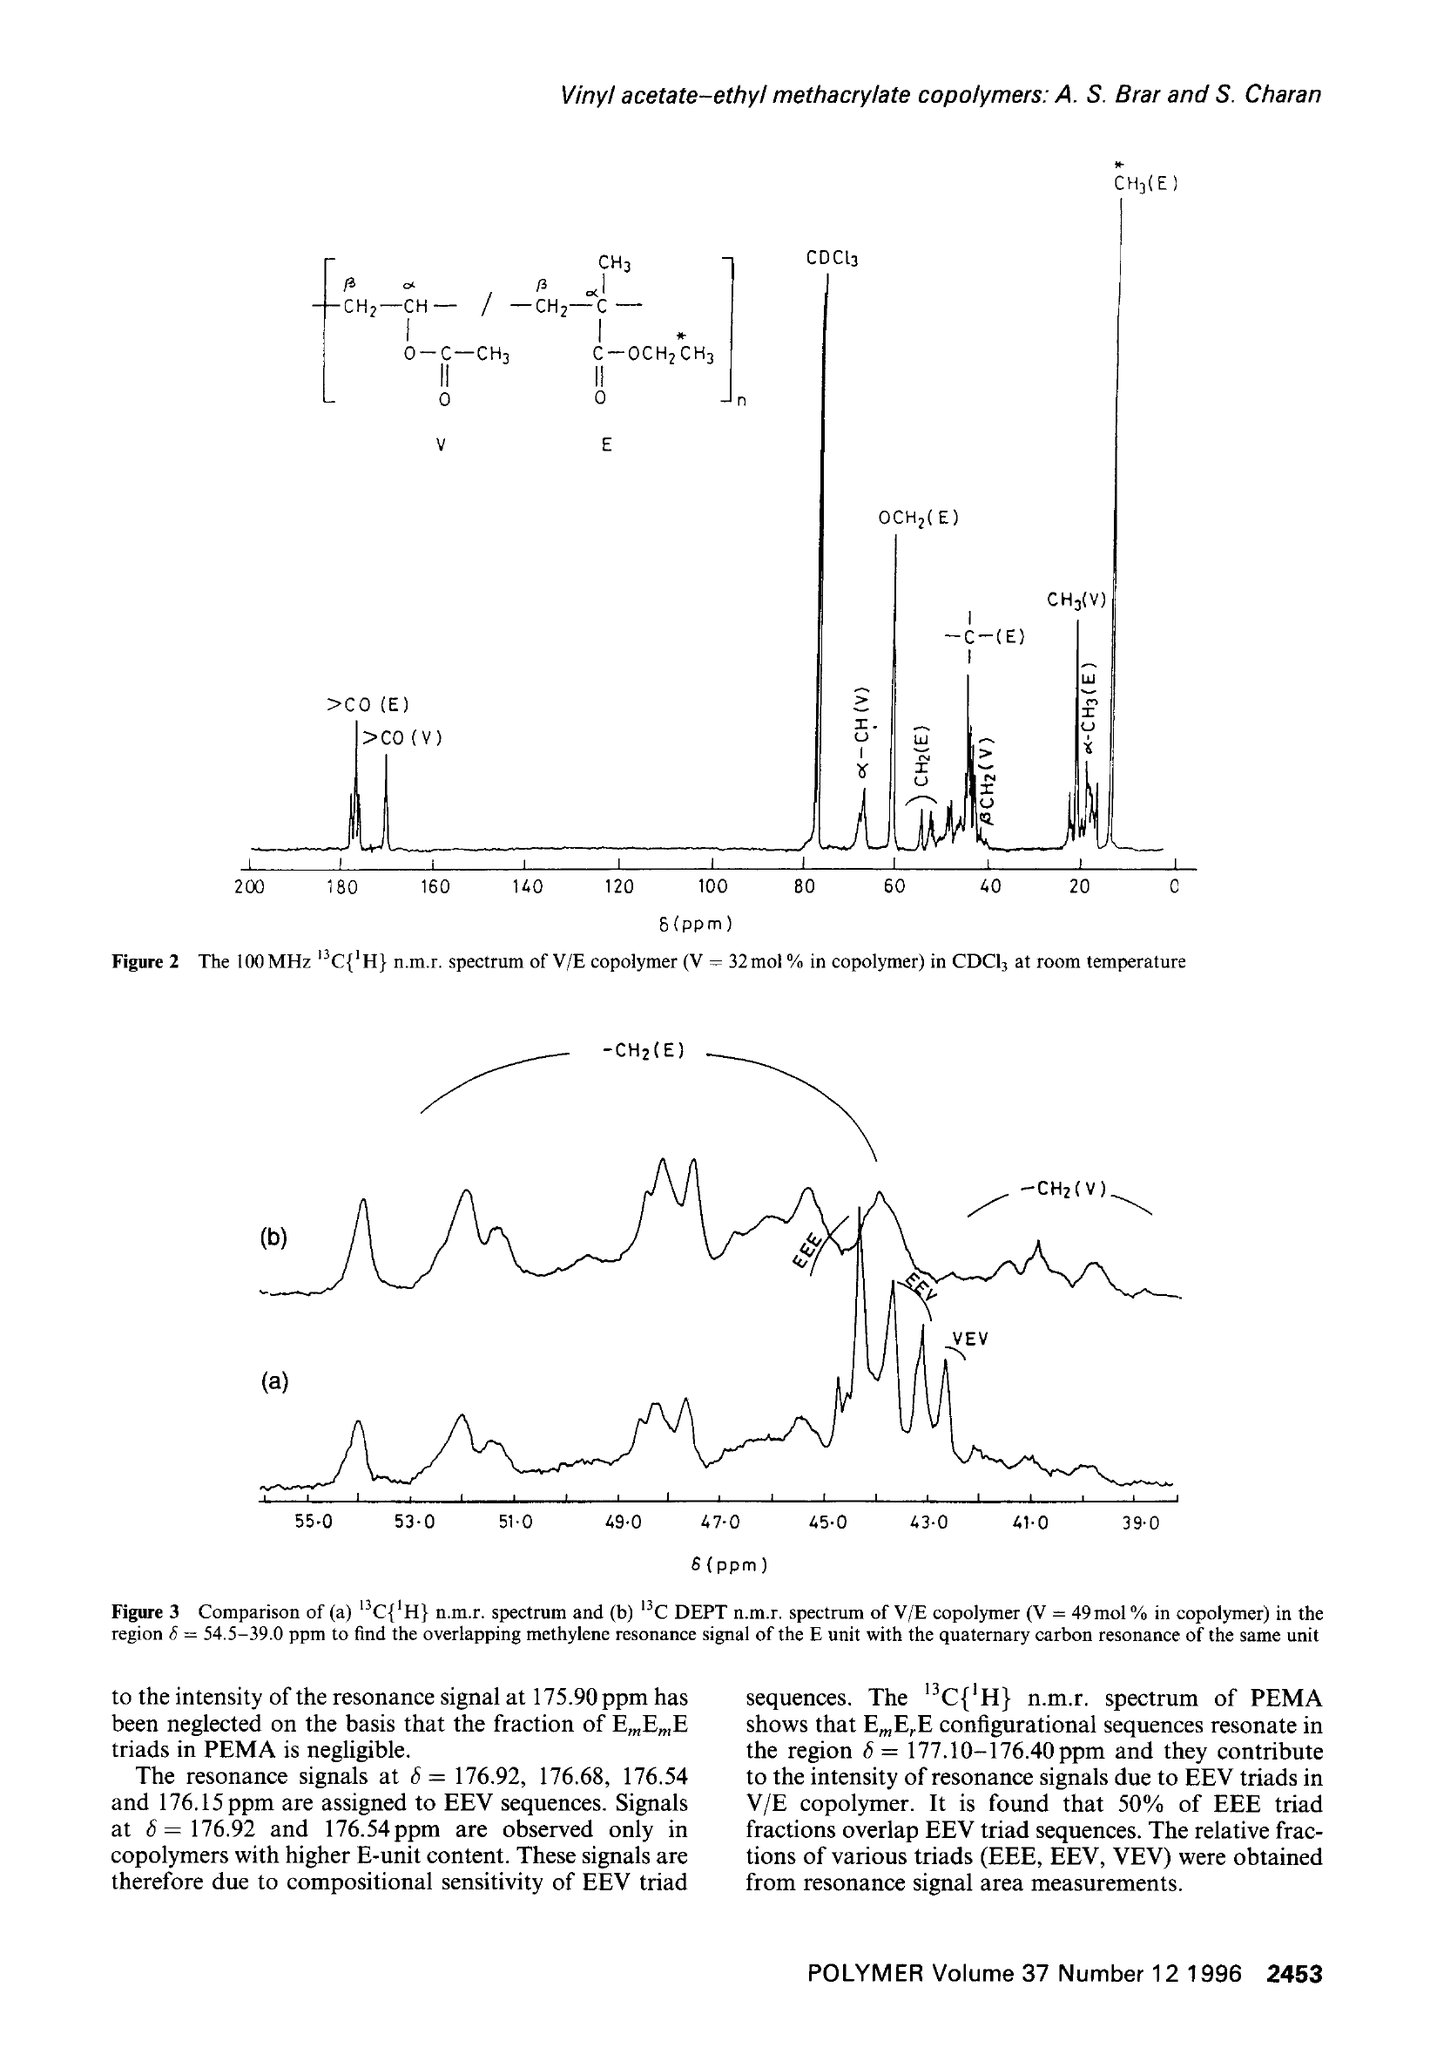 Vinyl acetate–ethyl methacrylate copolymers: A. S. Brar and S. Charan
*
CH3(E)
CDCl3
CH3
β α β α
CH2—CH— / —CH2—C—
*
O—C—CH3 C—OCH2CH3
O O
n
V E
OCH2(E)
CH3(V)
—C—(E)
>CO (E)
>CO (V)
α—CH(V)
CH2(E)
βCH2(V)
α-CH3(E)
200 180 160 140 120 100 80 60 40 20 0
δ(ppm)
Figure 2 The 100 MHz ¹³C{¹H} n.m.r. spectrum of V/E copolymer (V = 32 mol % in copolymer) in CDCl₃ at room temperature
-CH2(E)
—CH2(V)
(b)
EEE
EEV
VEV
(a)
55·0 53·0 51·0 49·0 47·0 45·0 43·0 41·0 39·0
δ(ppm)
Figure 3 Comparison of (a) ¹³C{¹H} n.m.r. spectrum and (b) ¹³C DEPT n.m.r. spectrum of V/E copolymer (V = 49 mol % in copolymer) in the
region δ = 54.5–39.0 ppm to find the overlapping methylene resonance signal of the E unit with the quaternary carbon resonance of the same unit
to the intensity of the resonance signal at 175.90 ppm has
been neglected on the basis that the fraction of EₘEₘE
triads in PEMA is negligible.
The resonance signals at δ = 176.92, 176.68, 176.54
and 176.15 ppm are assigned to EEV sequences. Signals
at δ = 176.92 and 176.54 ppm are observed only in
copolymers with higher E-unit content. These signals are
therefore due to compositional sensitivity of EEV triad
sequences. The ¹³C{¹H} n.m.r. spectrum of PEMA
shows that EₘEᵣE configurational sequences resonate in
the region δ = 177.10–176.40 ppm and they contribute
to the intensity of resonance signals due to EEV triads in
V/E copolymer. It is found that 50% of EEE triad
fractions overlap EEV triad sequences. The relative frac-
tions of various triads (EEE, EEV, VEV) were obtained
from resonance signal area measurements.
POLYMER Volume 37 Number 12 1996 2453